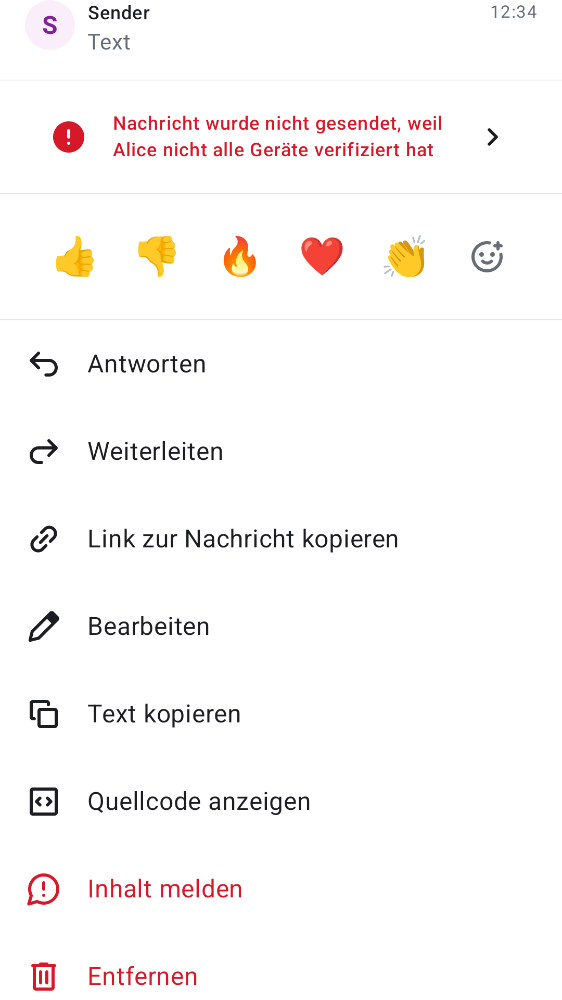 S
Sender
12:34
Text
Nachricht wurde nicht gesendet, weil
Alice nicht alle Geräte verifiziert hat
Antworten
Weiterleiten
Link zur Nachricht kopieren
Bearbeiten
Text kopieren
Quellcode anzeigen
Inhalt melden
Entfernen